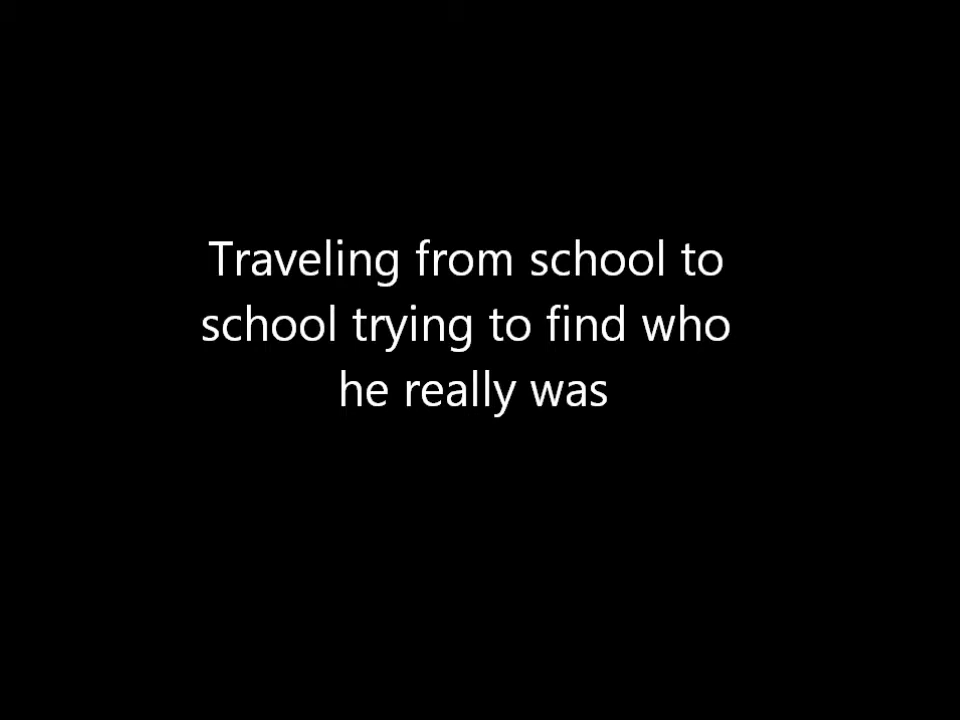 Traveling from school to
school trying to find who
he really was